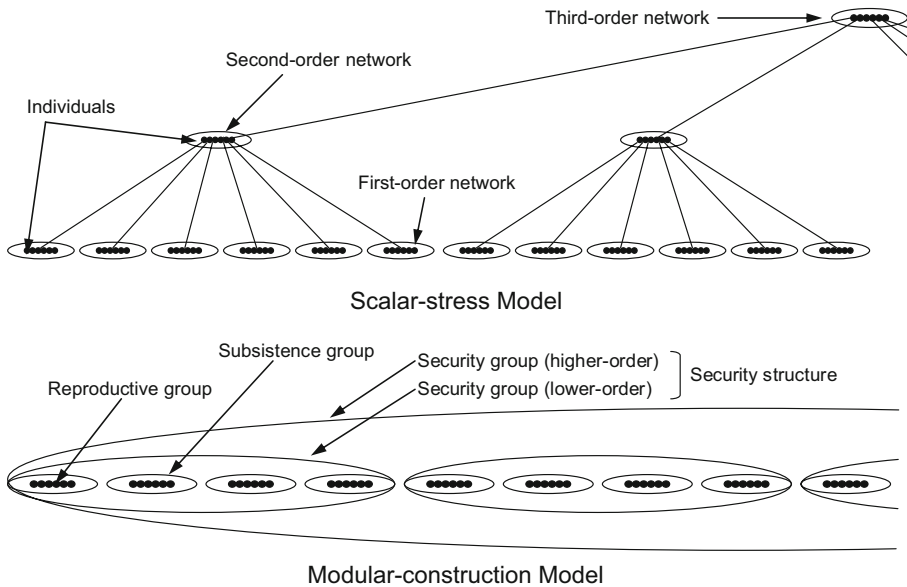 Third-order network
Second-order network
Individuals
First-order network
Scalar-stress Model
Subsistence group
Security group (higher-order)
Security structure
Reproductive group
Security group (lower-order)
Modular-construction Model